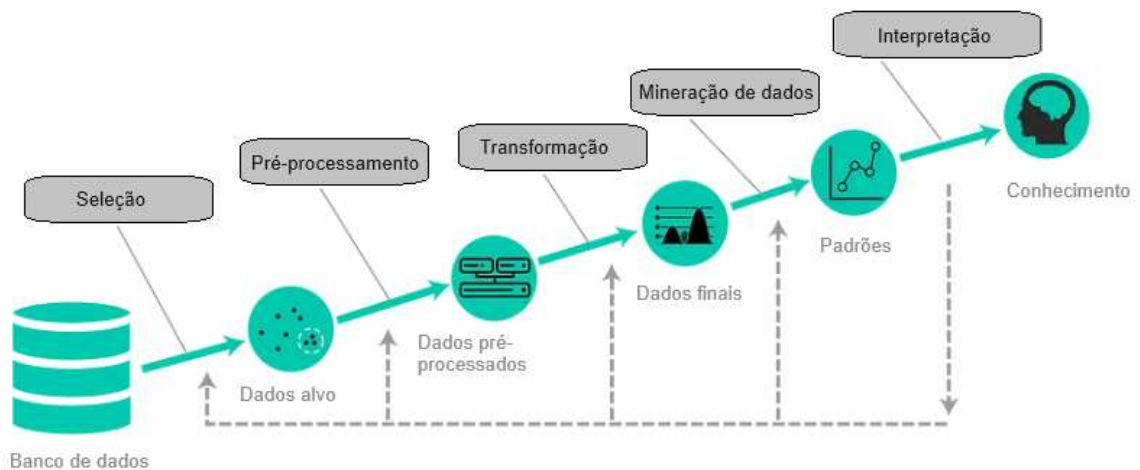 Interpretação
Mineração de dados
Transformação
Pré-processamento
Seleção
Conhecimento
Padrões
Dados finais
Dados pré-
processados
Dados alvo
Banco de dados